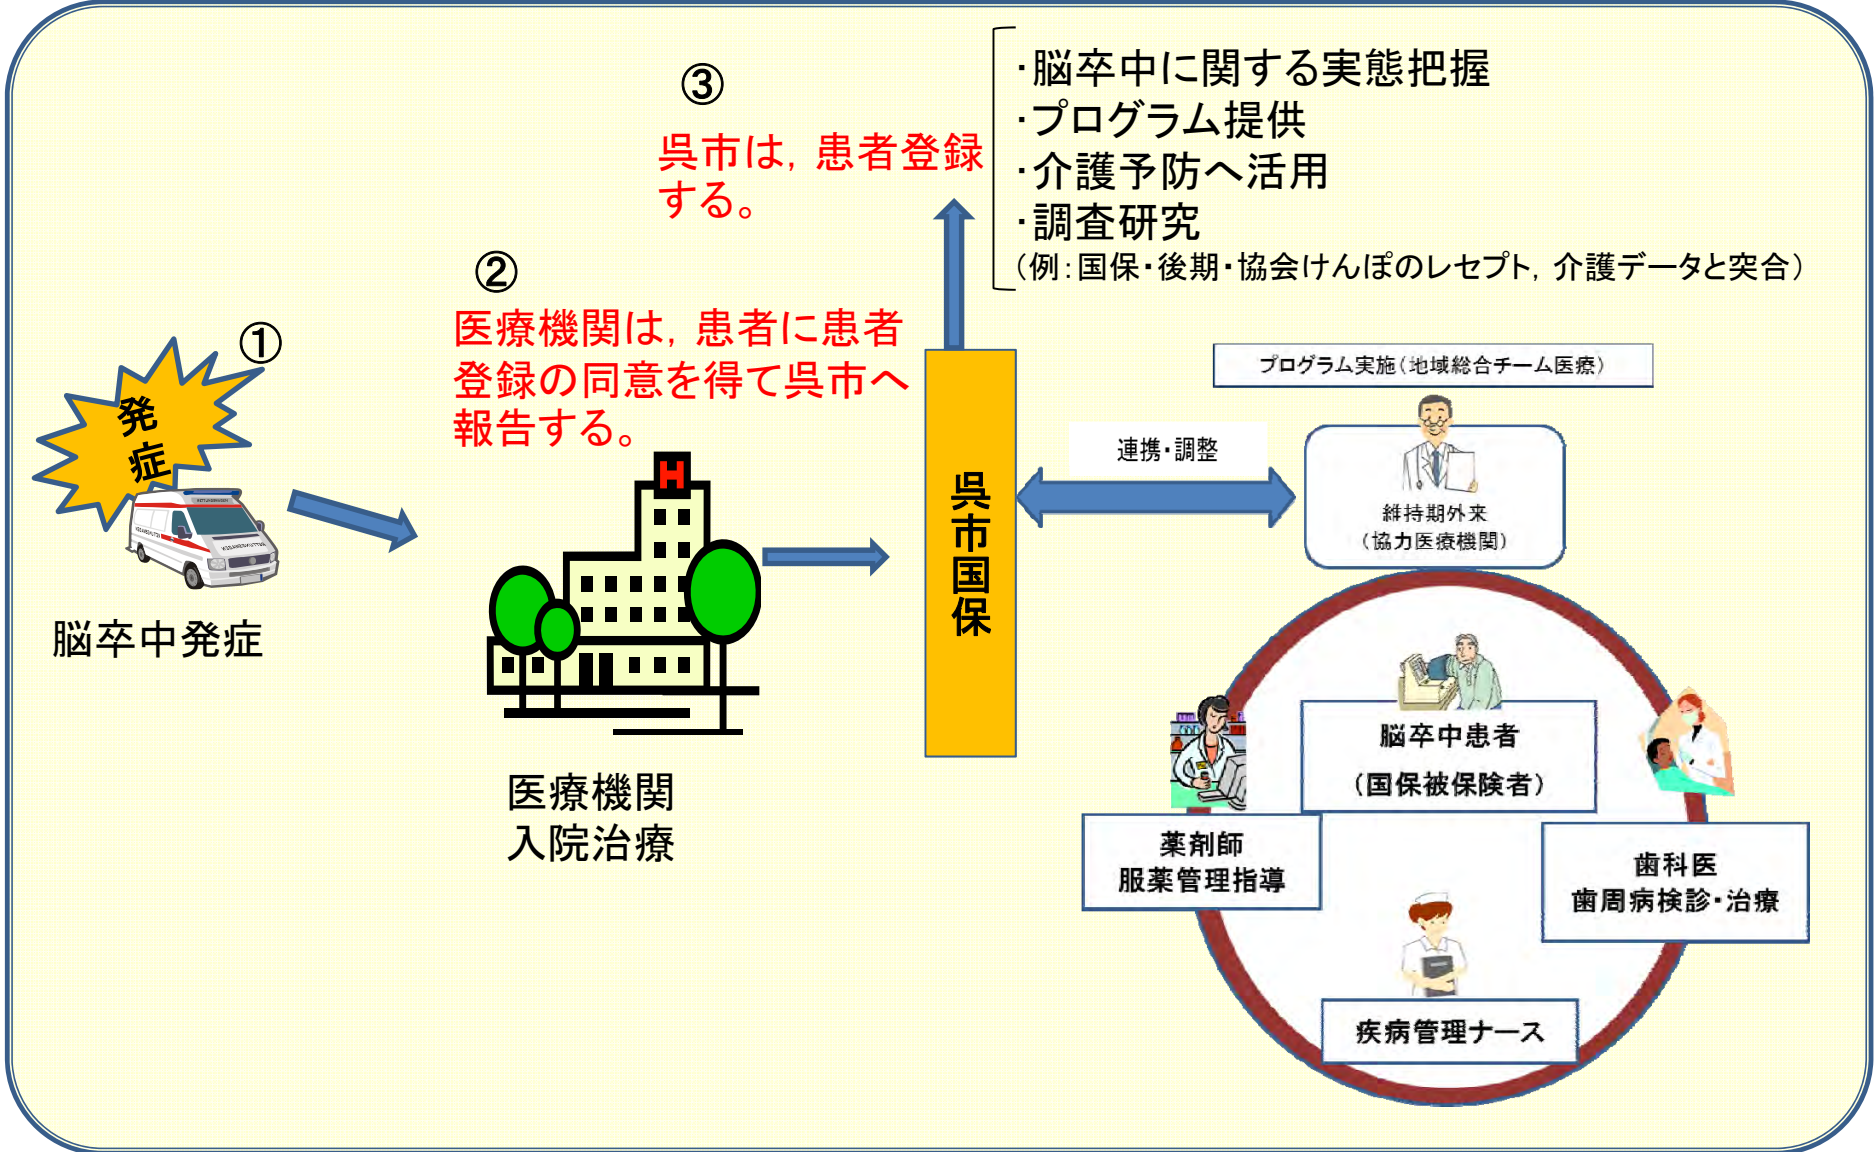 ①
発
症
脳卒中発症
②
医療機関は，患者に患者
登録の同意を得て呉市へ
報告する。
H
医療機関
入院治療
③
呉市は，患者登録
する。
・脳卒中に関する実態把握
・プログラム提供
・介護予防へ活用
・調査研究
（例：国保・後期・協会けんぽのレセプト，介護データと突合）
呉市国保
連携・調整
プログラム実施（地域総合チーム医療）
維持期外来
（協力医療機関）
脳卒中患者
（国保被保険者）
薬剤師
服薬管理指導
歯科医
歯周病検診・治療
疾病管理ナース